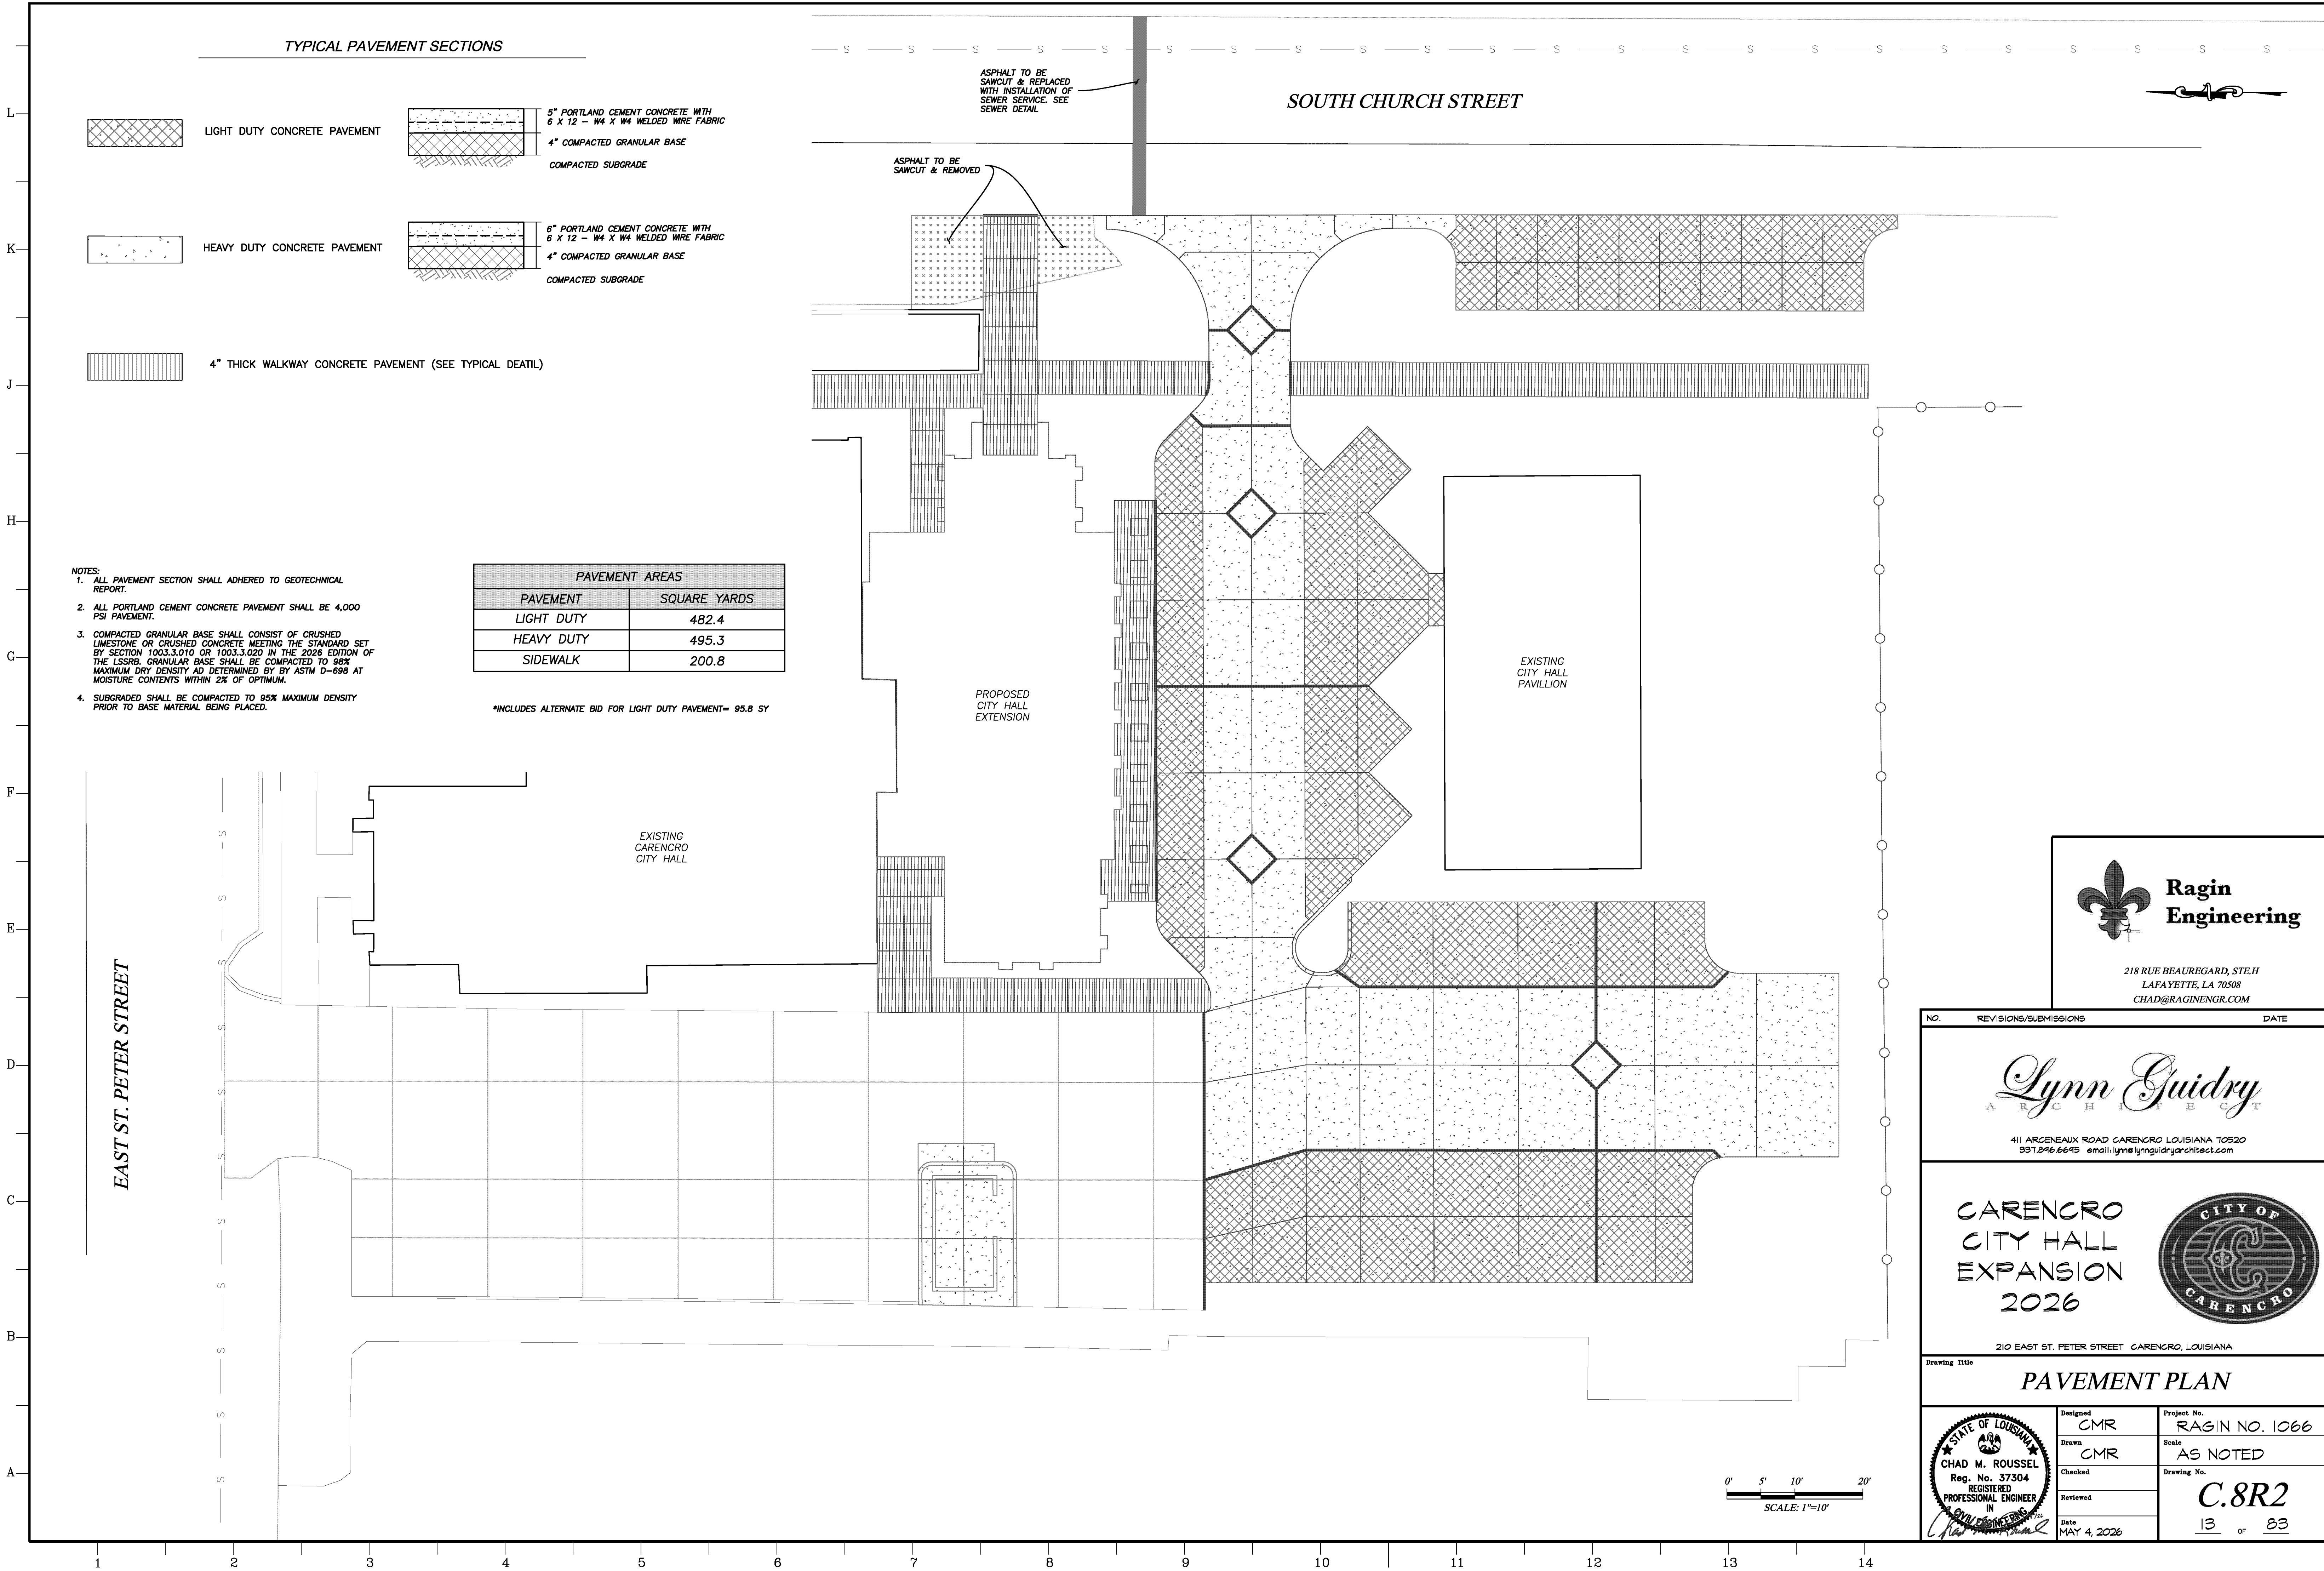 TYPICAL PAVEMENT SECTIONS
LIGHT DUTY CONCRETE PAVEMENT
5" PORTLAND CEMENT CONCRETE WITH
6 X 12 - W4 X W4 WELDED WIRE FABRIC
4" COMPACTED GRANULAR BASE
COMPACTED SUBGRADE
HEAVY DUTY CONCRETE PAVEMENT
6" PORTLAND CEMENT CONCRETE WITH
6 X 12 - W4 X W4 WELDED WIRE FABRIC
4" COMPACTED GRANULAR BASE
COMPACTED SUBGRADE
4" THICK WALKWAY CONCRETE PAVEMENT (SEE TYPICAL DEATIL)
NOTES:
1. ALL PAVEMENT SECTION SHALL ADHERED TO GEOTECHNICAL
REPORT.
2. ALL PORTLAND CEMENT CONCRETE PAVEMENT SHALL BE 4,000
PSI PAVEMENT.
3. COMPACTED GRANULAR BASE SHALL CONSIST OF CRUSHED
LIMESTONE OR CRUSHED CONCRETE MEETING THE STANDARD SET
BY SECTION 1003.3.010 OR 1003.3.020 IN THE 2026 EDITION OF
THE LSSRB. GRANULAR BASE SHALL BE COMPACTED TO 98%
MAXIMUM DRY DENSITY AD DETERMINED BY BY ASTM D-698 AT
MOISTURE CONTENTS WITHIN 2% OF OPTIMUM.
4. SUBGRADED SHALL BE COMPACTED TO 95% MAXIMUM DENSITY
PRIOR TO BASE MATERIAL BEING PLACED.
PAVEMENT AREAS
PAVEMENT SQUARE YARDS
LIGHT DUTY 482.4
HEAVY DUTY 495.3
SIDEWALK 200.8
*INCLUDES ALTERNATE BID FOR LIGHT DUTY PAVEMENT= 95.8 SY
S S S S S S S S S S S S S S S S S S S S S S S
ASPHALT TO BE
SAWCUT & REPLACED
WITH INSTALLATION OF
SEWER SERVICE. SEE
SEWER DETAIL
SOUTH CHURCH STREET
ASPHALT TO BE
SAWCUT & REMOVED
PROPOSED
CITY HALL
EXTENSION
EXISTING
CITY HALL
PAVILLION
EXISTING
CARENCRO
CITY HALL
EAST ST. PETER STREET
S
S
S
S
S
S
S
S
S
S
S
0' 5' 10' 20'
SCALE: 1"=10'
L
K
J
H
G
F
E
D
C
B
A
1 2 3 4 5 6 7 8 9 10 11 12 13 14
Ragin
Engineering
218 RUE BEAUREGARD, STE.H
LAFAYETTE, LA 70508
CHAD@RAGINENGR.COM
NO. REVISIONS/SUBMISSIONS DATE
Lynn Guidry
ARCHITECT
411 ARCENEAUX ROAD CARENCRO LOUISIANA 70520
337.896.6695 email:lynn@lynnguidryarchitect.com
CARENCRO
CITY HALL
EXPANSION
2026
CITY OF
C
CARENCRO
210 EAST ST. PETER STREET CARENCRO, LOUISIANA
Drawing Title
PAVEMENT PLAN
STATE OF LOUISIANA
CHAD M. ROUSSEL
Reg. No. 37304
REGISTERED
PROFESSIONAL ENGINEER
IN
CIVIL ENGINEERING
Designed
CMR
Drawn
CMR
Checked
Reviewed
Date
MAY 4, 2026
Project No.
RAGIN NO. 1066
Scale
AS NOTED
Drawing No.
C.8R2
13 OF 83